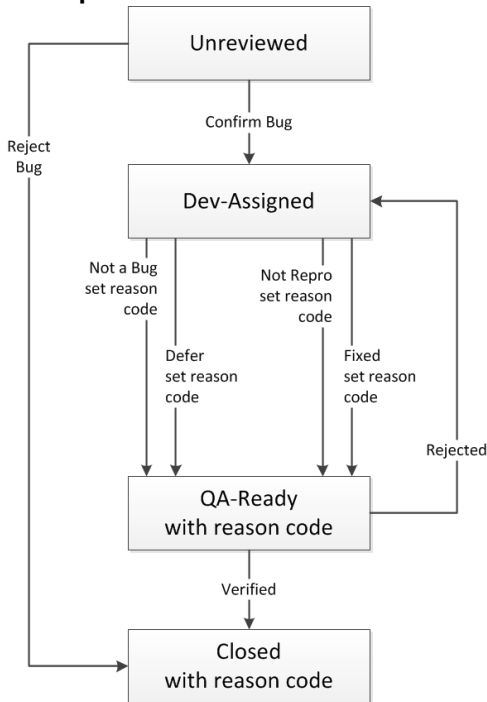 Unreviewed
Confirm Bug
Reject
Bug
Dev-Assigned
Not a Bug
set reason
code
Not Repro
set reason
code
Defer
set reason
code
Fixed
set reason
code
Rejected
QA-Ready
with reason code
Verified
Closed
with reason code